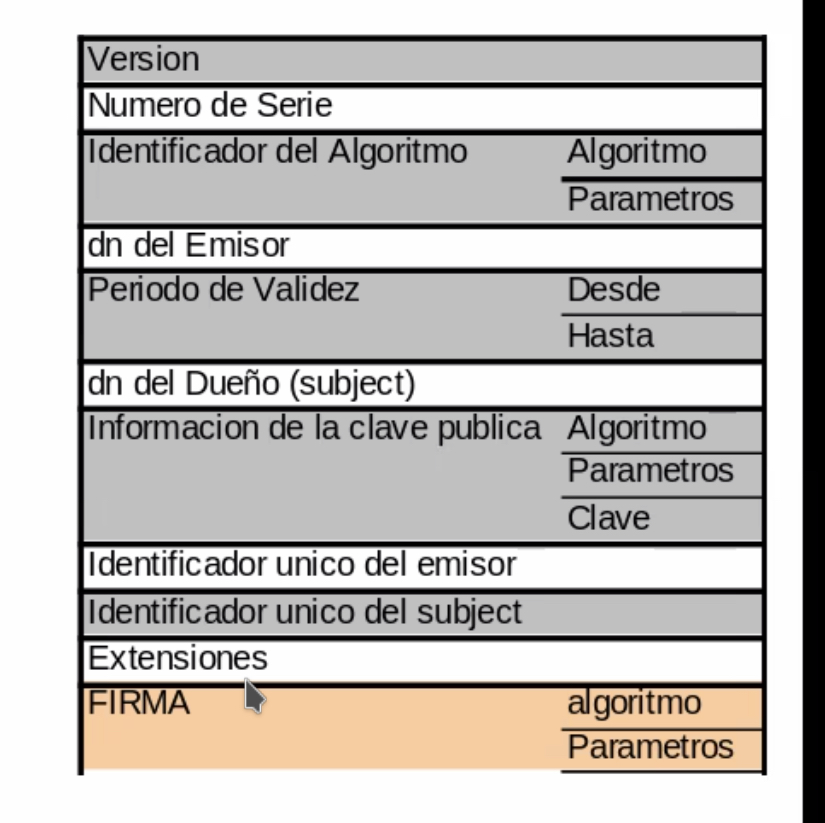 Version
Numero de Serie
Identificador del Algoritmo Algoritmo
Parametros
dn del Emisor
Periodo de Validez Desde
Hasta
dn del Dueño (subject)
Informacion de la clave publica Algoritmo
Parametros
Clave
Identificador unico del emisor
Identificador unico del subject
Extensiones
FIRMA algoritmo
Parametros